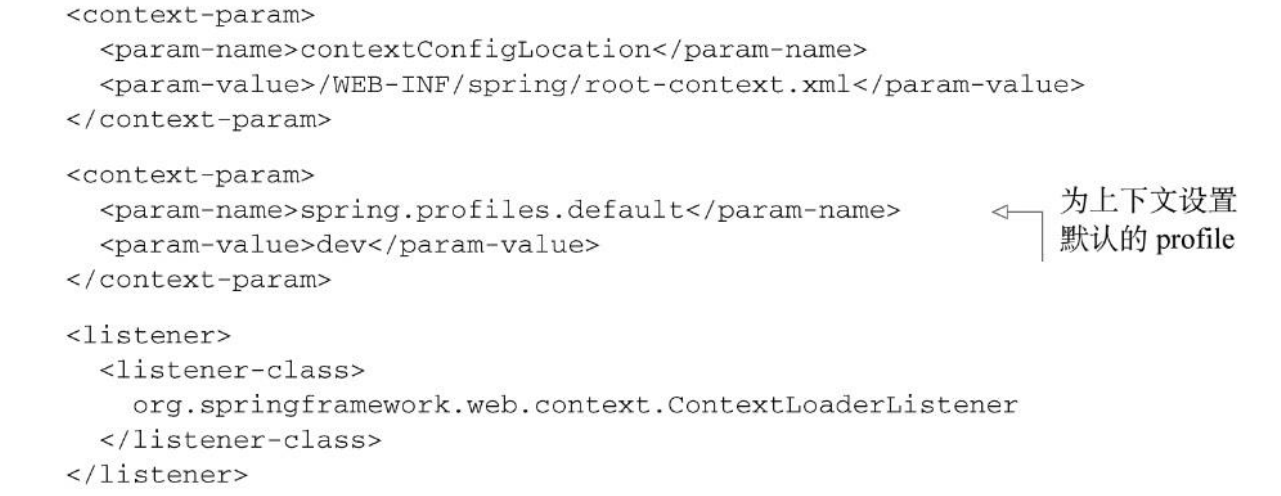 <context-param>
  <param-name>contextConfigLocation</param-name>
  <param-value>/WEB-INF/spring/root-context.xml</param-value>
</context-param>
<context-param>
  <param-name>spring.profiles.default</param-name>
  <param-value>dev</param-value>
</context-param>
为上下文设置
默认的 profile
<listener>
  <listener-class>
    org.springframework.web.context.ContextLoaderListener
  </listener-class>
</listener>